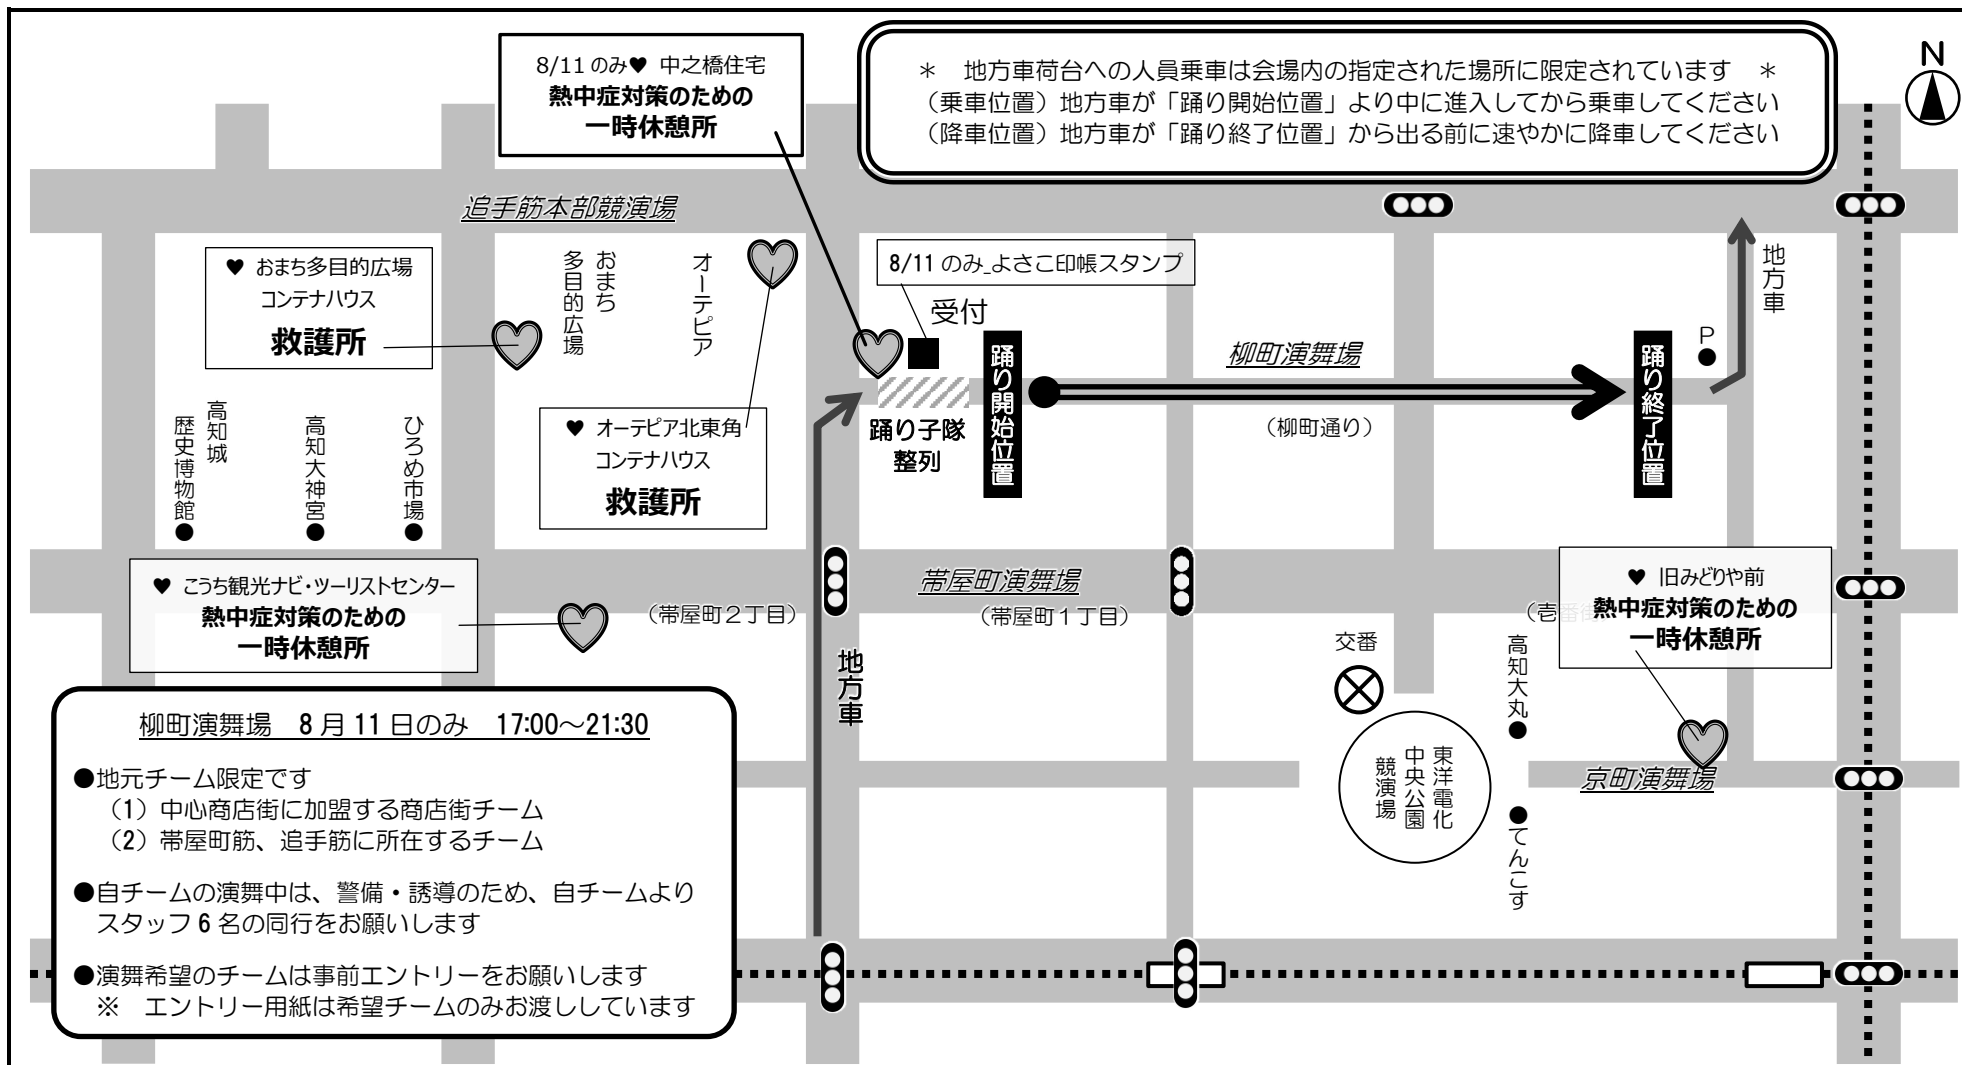 8/11のみ♥ 中之橋住宅
熱中症対策のための
一時休憩所
＊ 地方車荷台への人員乗車は会場内の指定された場所に限定されています ＊
（乗車位置）地方車が「踊り開始位置」より中に進入してから乗車してください
（降車位置）地方車が「踊り終了位置」から出る前に速やかに降車してください
N
追手筋本部競演場
♥ おまち多目的広場
コンテナハウス
救護所
おまち
多目的広場
オーテピア
8/11のみ_よさこ印帳スタンプ
受付
地方車
P
柳町演舞場
（柳町通り）
踊り開始位置
踊り終了位置
踊り子隊
整列
♥ オーテピア北東角
コンテナハウス
救護所
高知城
歴史博物館
高知大神宮
ひろめ市場
♥ こうち観光ナビ・ツーリストセンター
熱中症対策のための
一時休憩所
帯屋町演舞場
（帯屋町２丁目）
（帯屋町１丁目）
（壱番街
♥ 旧みどりや前
熱中症対策のための
一時休憩所
地方車
交番
高知大丸
東洋電化
中央公園
競演場
京町演舞場
てんこす
柳町演舞場 8月11日のみ 17:00～21:30
●地元チーム限定です
（1）中心商店街に加盟する商店街チーム
（2）帯屋町筋、追手筋に所在するチーム
●自チームの演舞中は、警備・誘導のため、自チームより
スタッフ6名の同行をお願いします
●演舞希望のチームは事前エントリーをお願いします
※ エントリー用紙は希望チームのみお渡ししています